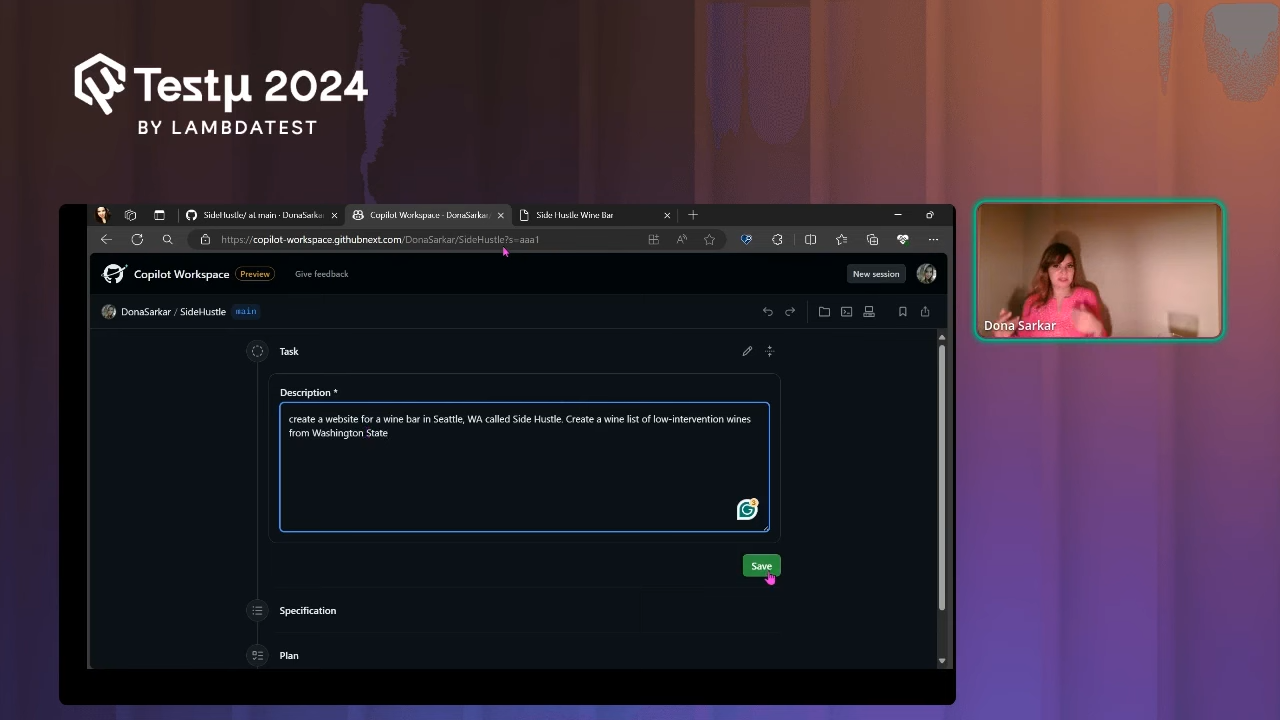 Testμ 2024
BY LAMBDATEST
SideHustle/ at main · DonaSarka
Copilot Workspace · DonaSarkar
Side Hustle Wine Bar
https://copilot-workspace.githubnext.com/DonaSarkar/SideHustle?s=aaa1
Copilot Workspace
Preview
Give feedback
New session
DonaSarkar / SideHustle main
Task
Description *
create a website for a wine bar in Seattle, WA called Side Hustle. Create a wine list of low-intervention wines
from Washington State
Save
Specification
Plan
Dona Sarkar